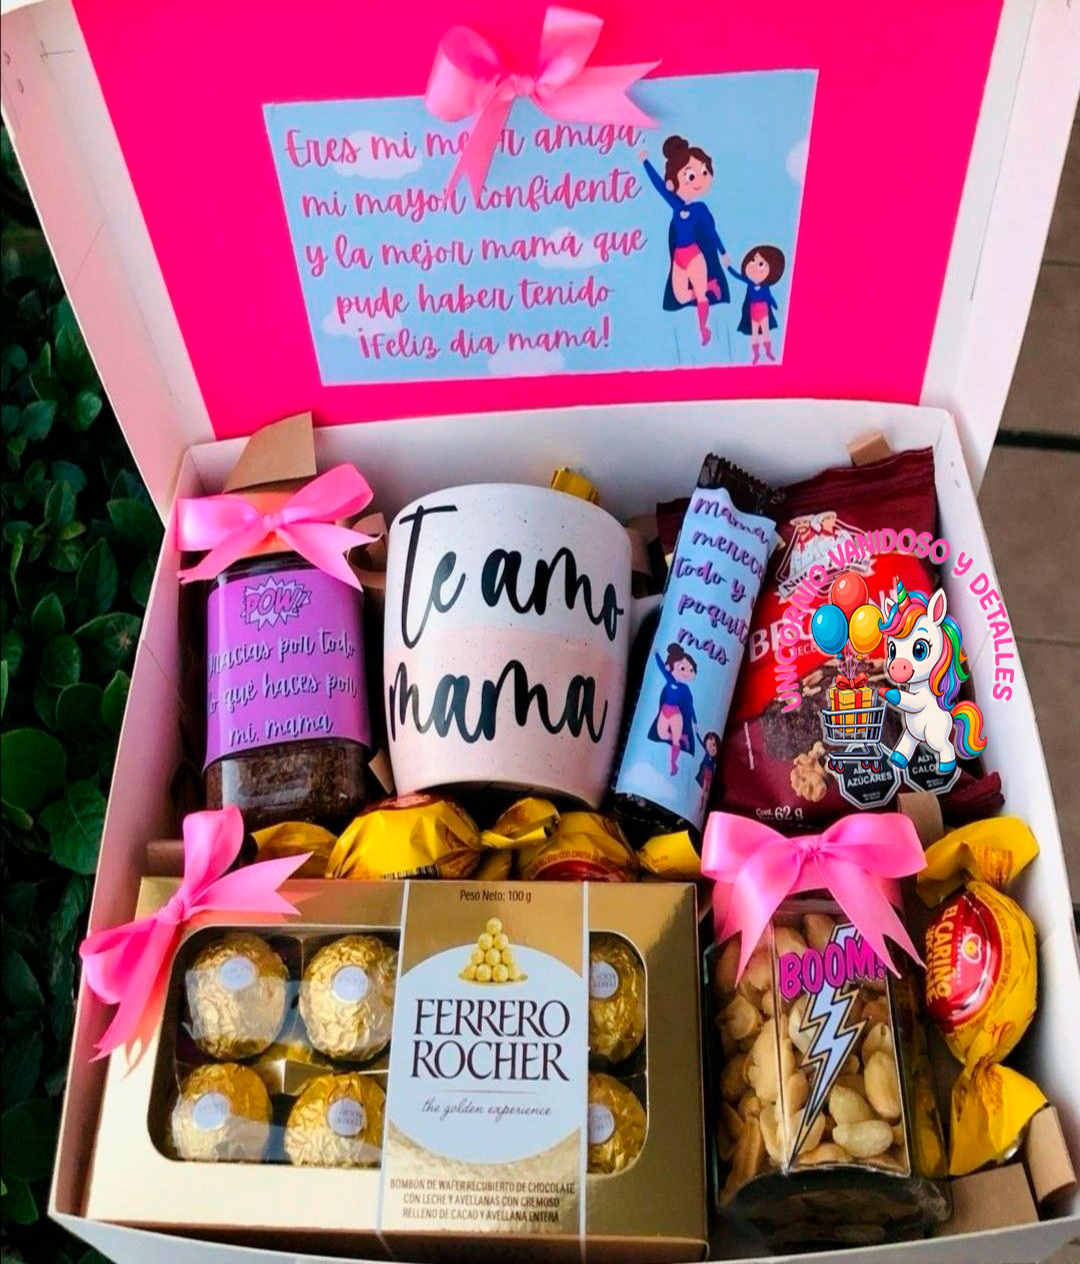 Eres mi mejor amiga.
mi mayor confidente
y la mejor mamá que
pude haber tenido
¡Feliz día mamá!
POW!
Gracias por todo
lo que haces por
mi, mamá
te amo
mama
Mamá,
mereces
todo y
poquito
más
UNICORNIO VANIDOSO Y DETALLES
Cont. 62 g
AZÚCARES
Peso Neto: 100 g
FERRERO
ROCHER
the golden experience
BOMBÓN DE WAFER RECUBIERTO DE CHOCOLATE
CON LECHE Y AVELLANAS CON CREMOSO
RELLENO DE CACAO Y AVELLANA ENTERA
BOOM!